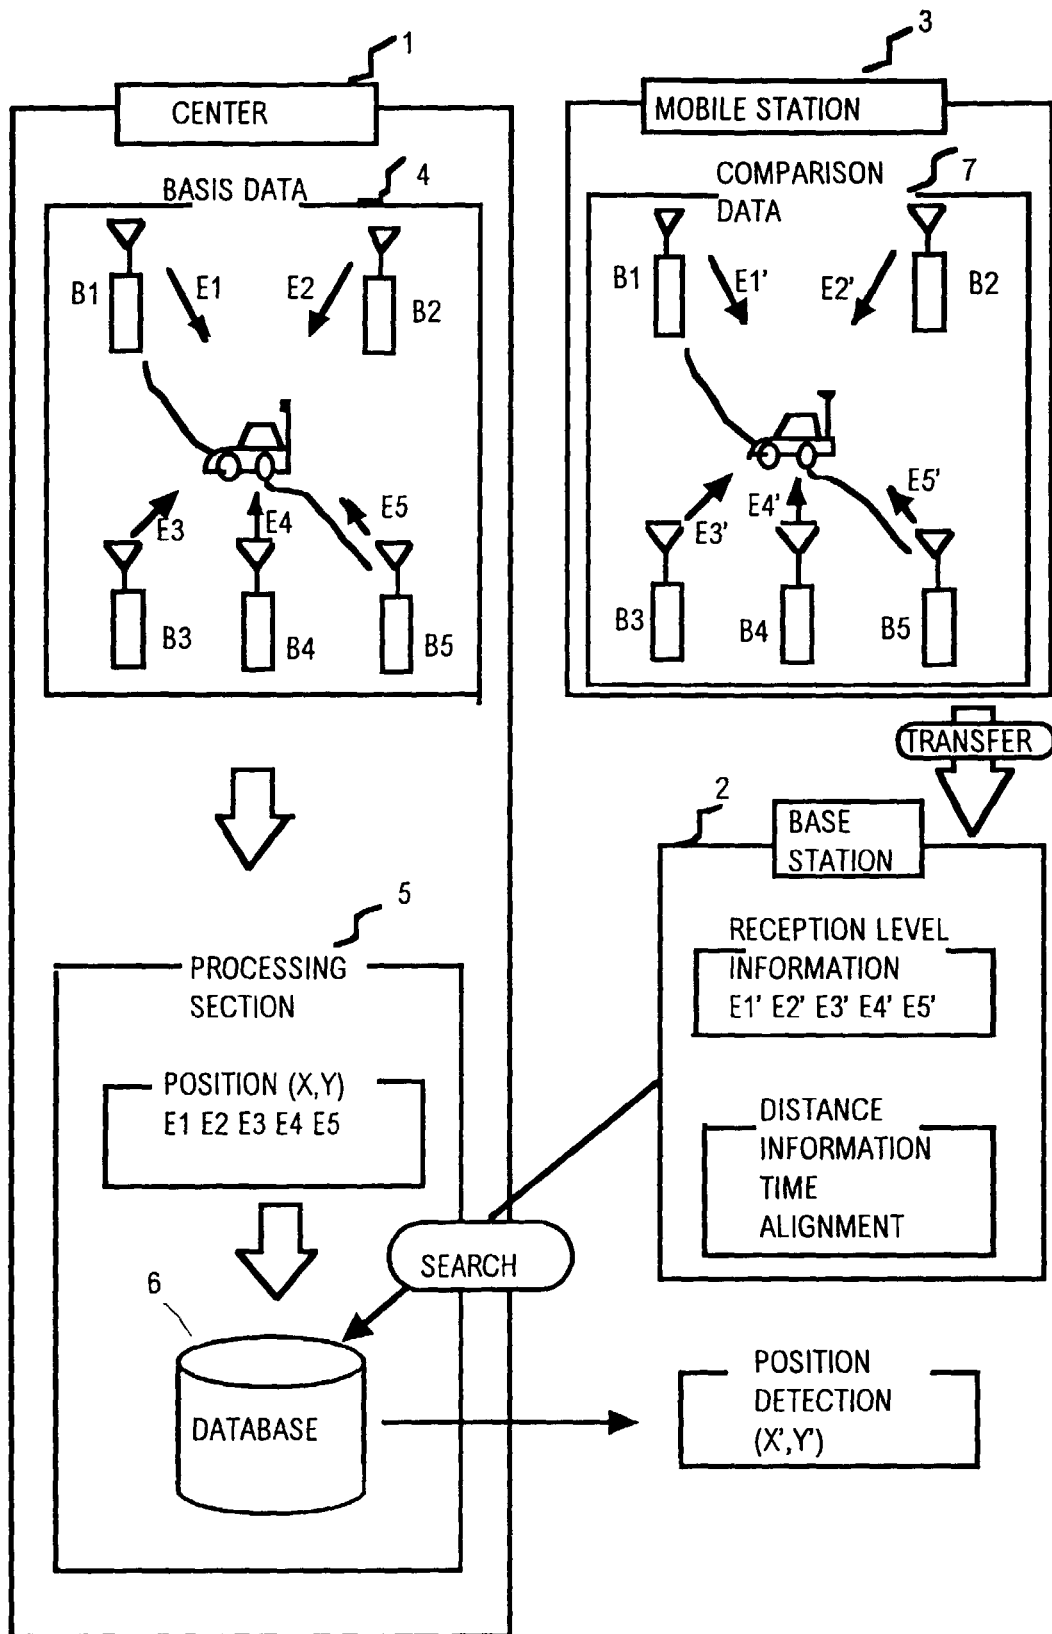 1
CENTER
4
BASIS DATA
B1
E1
E2
B2
E3
E4
E5
B3
B4
B5
5
PROCESSING
SECTION
POSITION (X,Y)
E1 E2 E3 E4 E5
6
DATABASE
SEARCH
3
MOBILE STATION
COMPARISON
DATA
7
B1
E1'
E2'
B2
E3'
E4'
E5'
B3
B4
B5
TRANSFER
2
BASE
STATION
RECEPTION LEVEL
INFORMATION
E1' E2' E3' E4' E5'
DISTANCE
INFORMATION
TIME
ALIGNMENT
POSITION
DETECTION
(X',Y')